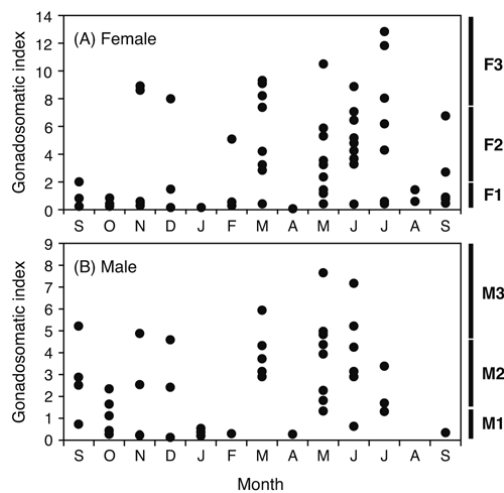 (A) Female
Gonadosomatic index
14
12
10
8
6
4
2
0
S O N D J F M A M J J A S
F3
F2
F1
(B) Male
Gonadosomatic index
9
8
7
6
5
4
3
2
1
0
S O N D J F M A M J J A S
M3
M2
M1
Month